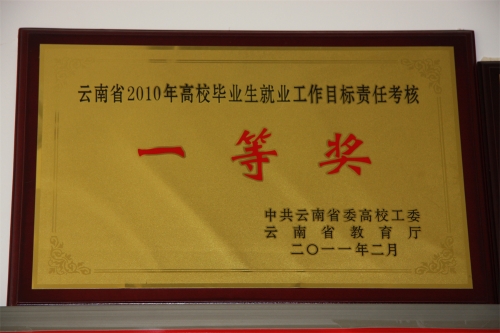 云南省2010年高校毕业生就业工作目标责任考核
一等奖
中共云南省委高校工委
云南省教育厅
二〇一一年二月